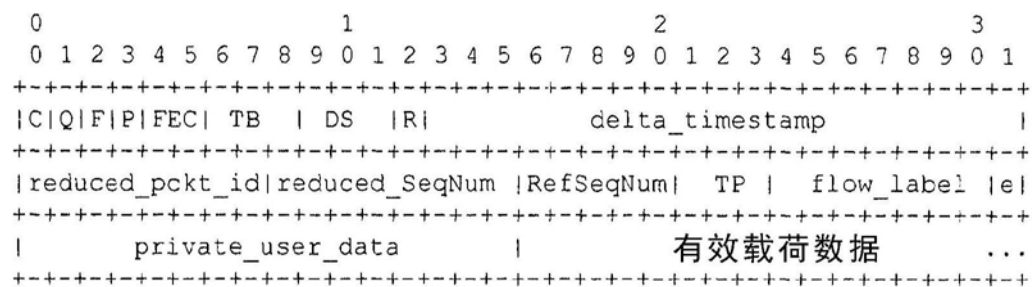 0 1 2 3
0 1 2 3 4 5 6 7 8 9 0 1 2 3 4 5 6 7 8 9 0 1 2 3 4 5 6 7 8 9 0 1
+-+-+-+-+-+-+-+-+-+-+-+-+-+-+-+-+-+-+-+-+-+-+-+-+-+-+-+-+-+-+-+-+
|C|Q|F|P|FEC| TB | DS |R| delta_timestamp |
+-+-+-+-+-+-+-+-+-+-+-+-+-+-+-+-+-+-+-+-+-+-+-+-+-+-+-+-+-+-+-+-+
|reduced_pckt_id|reduced_SeqNum |RefSeqNum| TP | flow_label |e|
+-+-+-+-+-+-+-+-+-+-+-+-+-+-+-+-+-+-+-+-+-+-+-+-+-+-+-+-+-+-+-+-+
| private_user_data | 有效载荷数据 ...
+-+-+-+-+-+-+-+-+-+-+-+-+-+-+-+-+-+-+-+-+-+-+-+-+-+-+-+-+-+-+-+-+